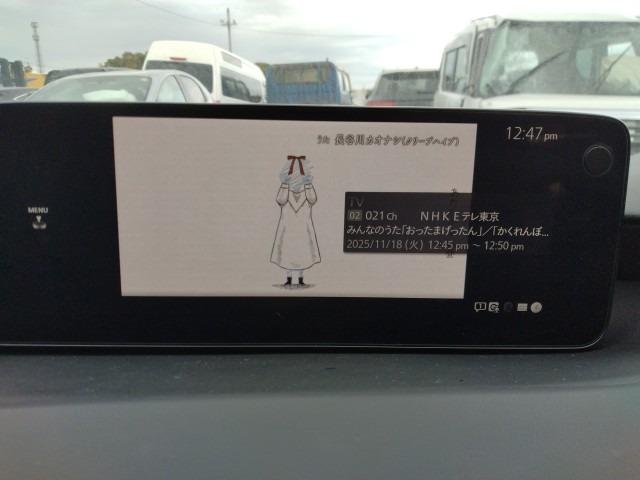 12:47 pm
うた 長谷川カオナシ(クリープハイプ)
MENU
TV
02 021 Ch NHKEテレ東京
みんなのうた「おったまげったん」／「かくれんぼ...
2025/11/18 (火) 12:45 pm ～ 12:50 pm